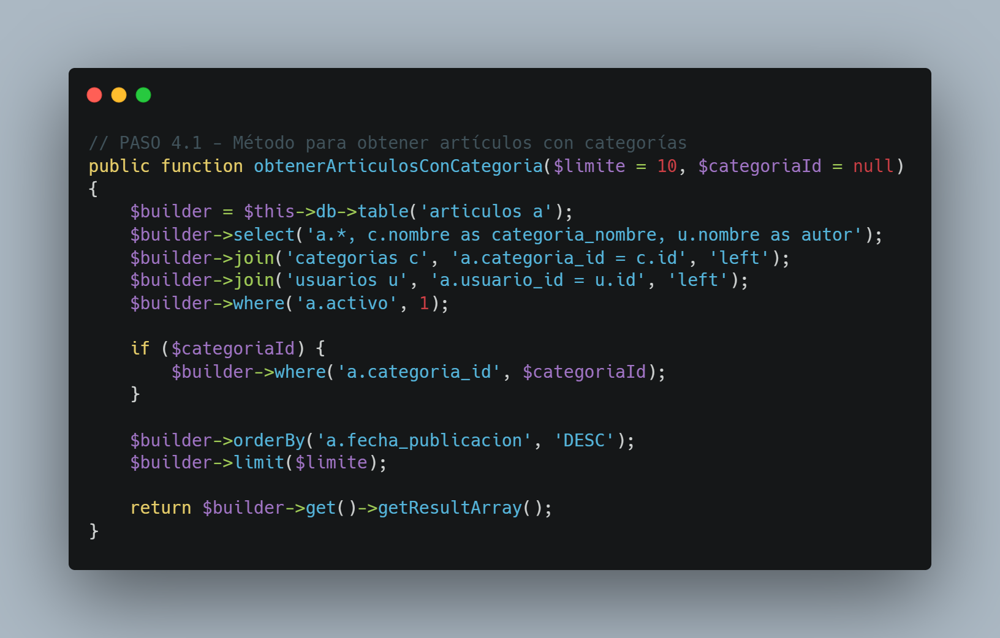 // PASO 4.1 - Método para obtener artículos con categorías
public function obtenerArticulosConCategoria($limite = 10, $categoriaId = null)
{
    $builder = $this->db->table('articulos a');
    $builder->select('a.*, c.nombre as categoria_nombre, u.nombre as autor');
    $builder->join('categorias c', 'a.categoria_id = c.id', 'left');
    $builder->join('usuarios u', 'a.usuario_id = u.id', 'left');
    $builder->where('a.activo', 1);

    if ($categoriaId) {
        $builder->where('a.categoria_id', $categoriaId);
    }

    $builder->orderBy('a.fecha_publicacion', 'DESC');
    $builder->limit($limite);

    return $builder->get()->getResultArray();
}